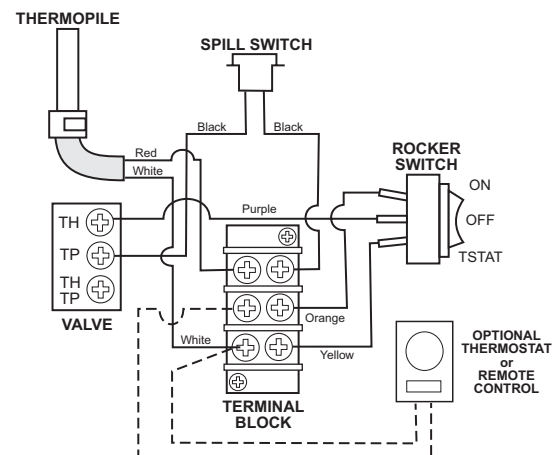 THERMOPILE
SPILL SWITCH
Black
Black
Red
White
ROCKER
SWITCH
ON
OFF
TSTAT
Purple
TH
TP
TH
TP
VALVE
Orange
White
Yellow
TERMINAL
BLOCK
OPTIONAL
THERMOSTAT
or
REMOTE
CONTROL